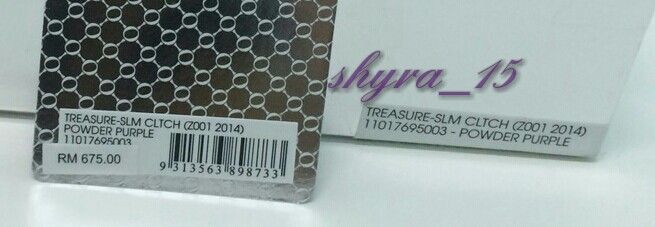 shyra_15
TREASURE-SLM CLTCH (Z001 2014)
POWDER PURPLE
11017695003
RM 675.00
9 313563 898733
TREASURE-SLM CLTCH (Z001 2014)
11017695003 - POWDER PURPLE